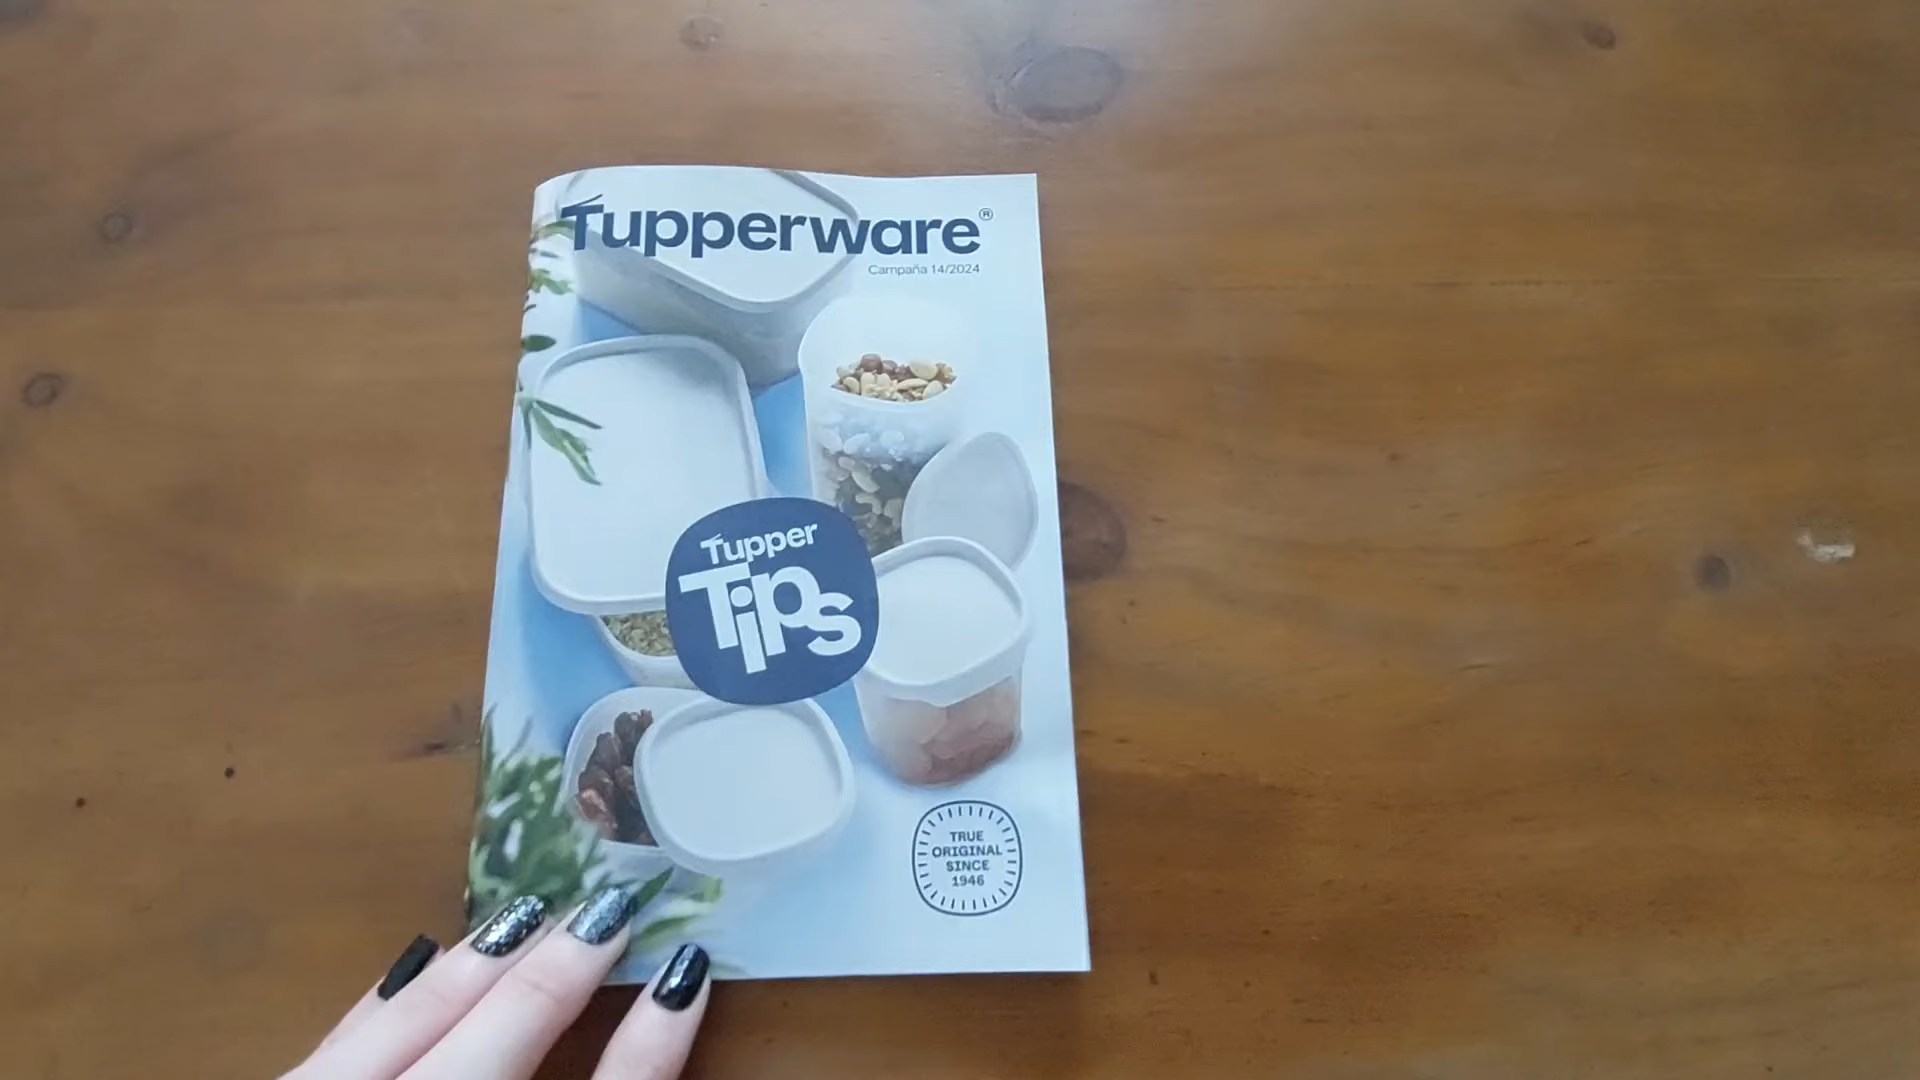 Tupperware®
Campaña 14/2024
Tupper
Tips
TRUE
ORIGINAL
SINCE
1946